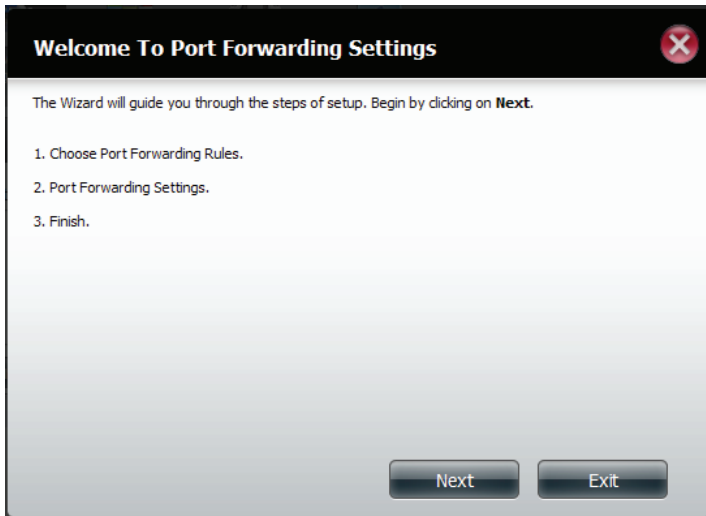 Welcome To Port Forwarding Settings
The Wizard will guide you through the steps of setup. Begin by clicking on Next.
1. Choose Port Forwarding Rules.
2. Port Forwarding Settings.
3. Finish.
Next
Exit